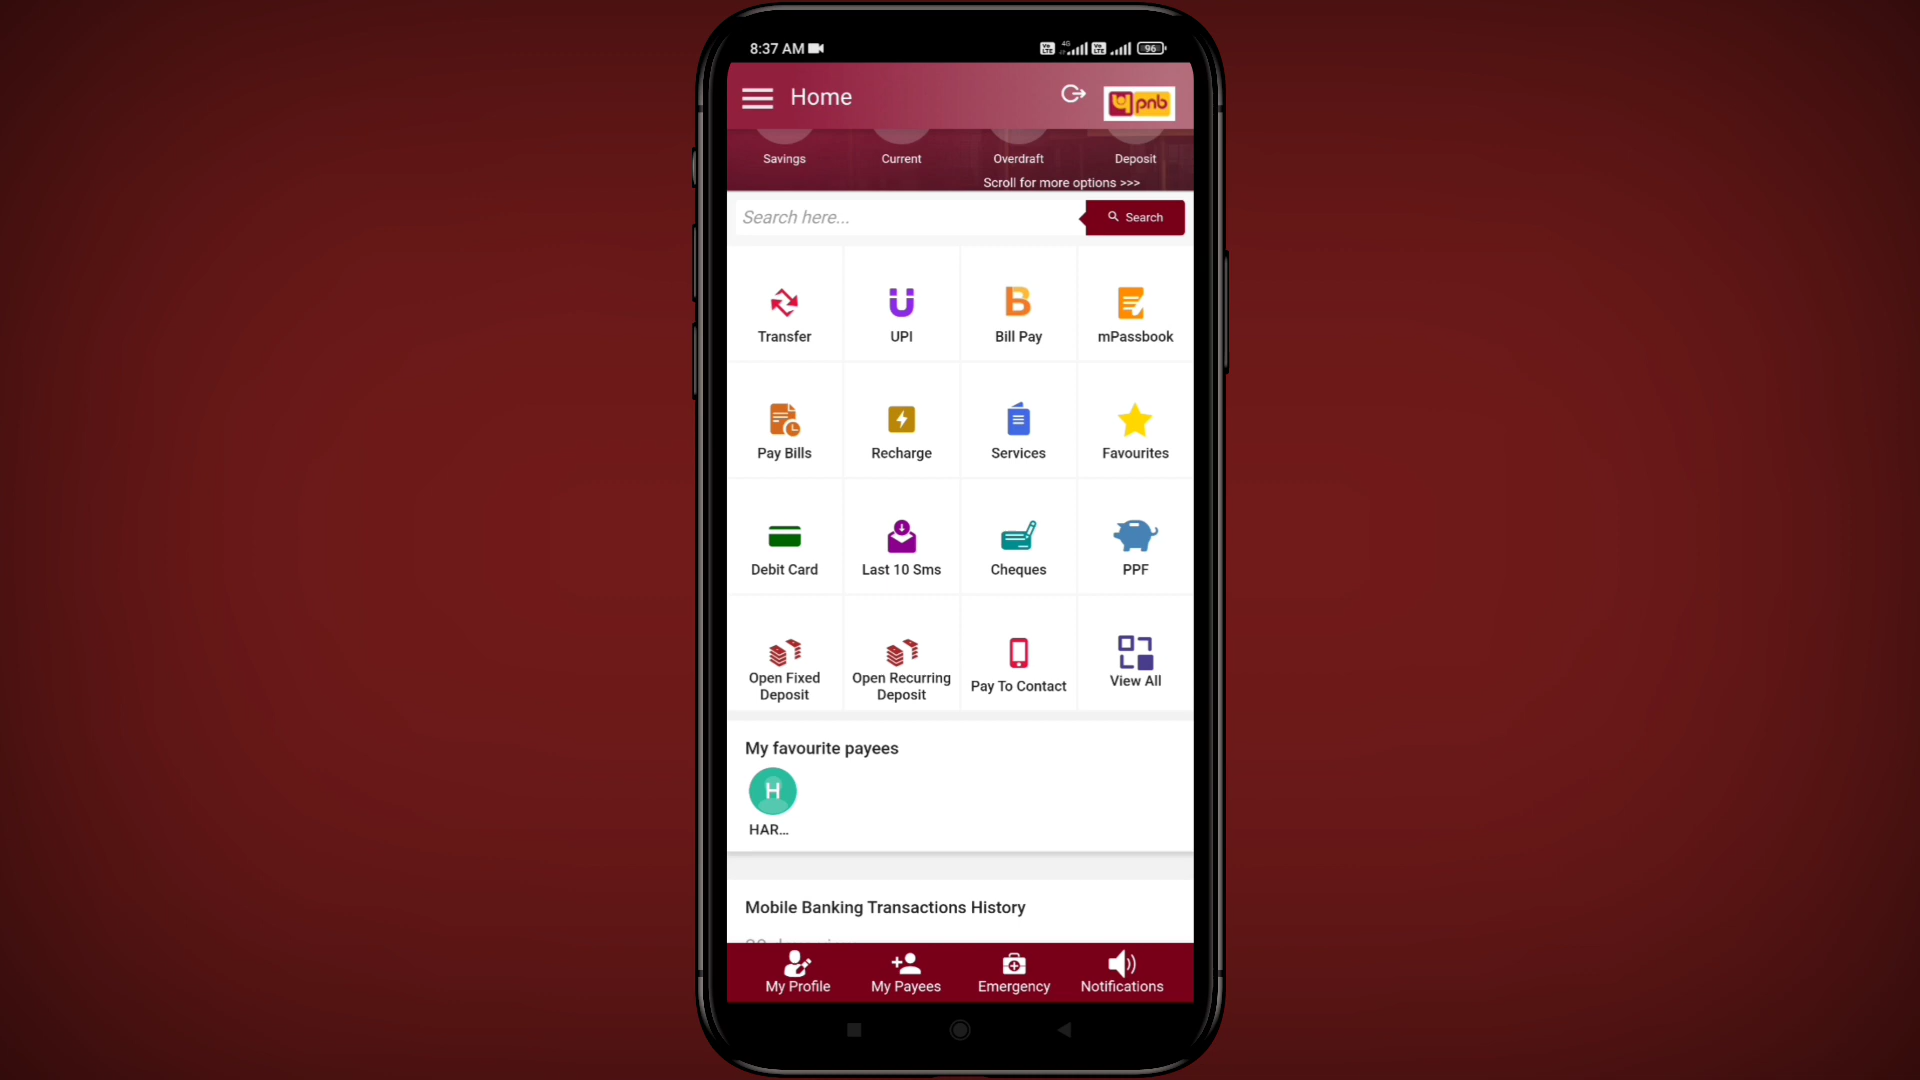 8:37 AM
96
Home
pnb
Savings Current Overdraft Deposit
Scroll for more options >>>
Search here... Search
Transfer UPI Bill Pay mPassbook
Pay Bills Recharge Services Favourites
Debit Card Last 10 Sms Cheques PPF
Open Fixed Deposit Open Recurring Deposit Pay To Contact View All
My favourite payees
H
HAR...
Mobile Banking Transactions History
My Profile My Payees Emergency Notifications